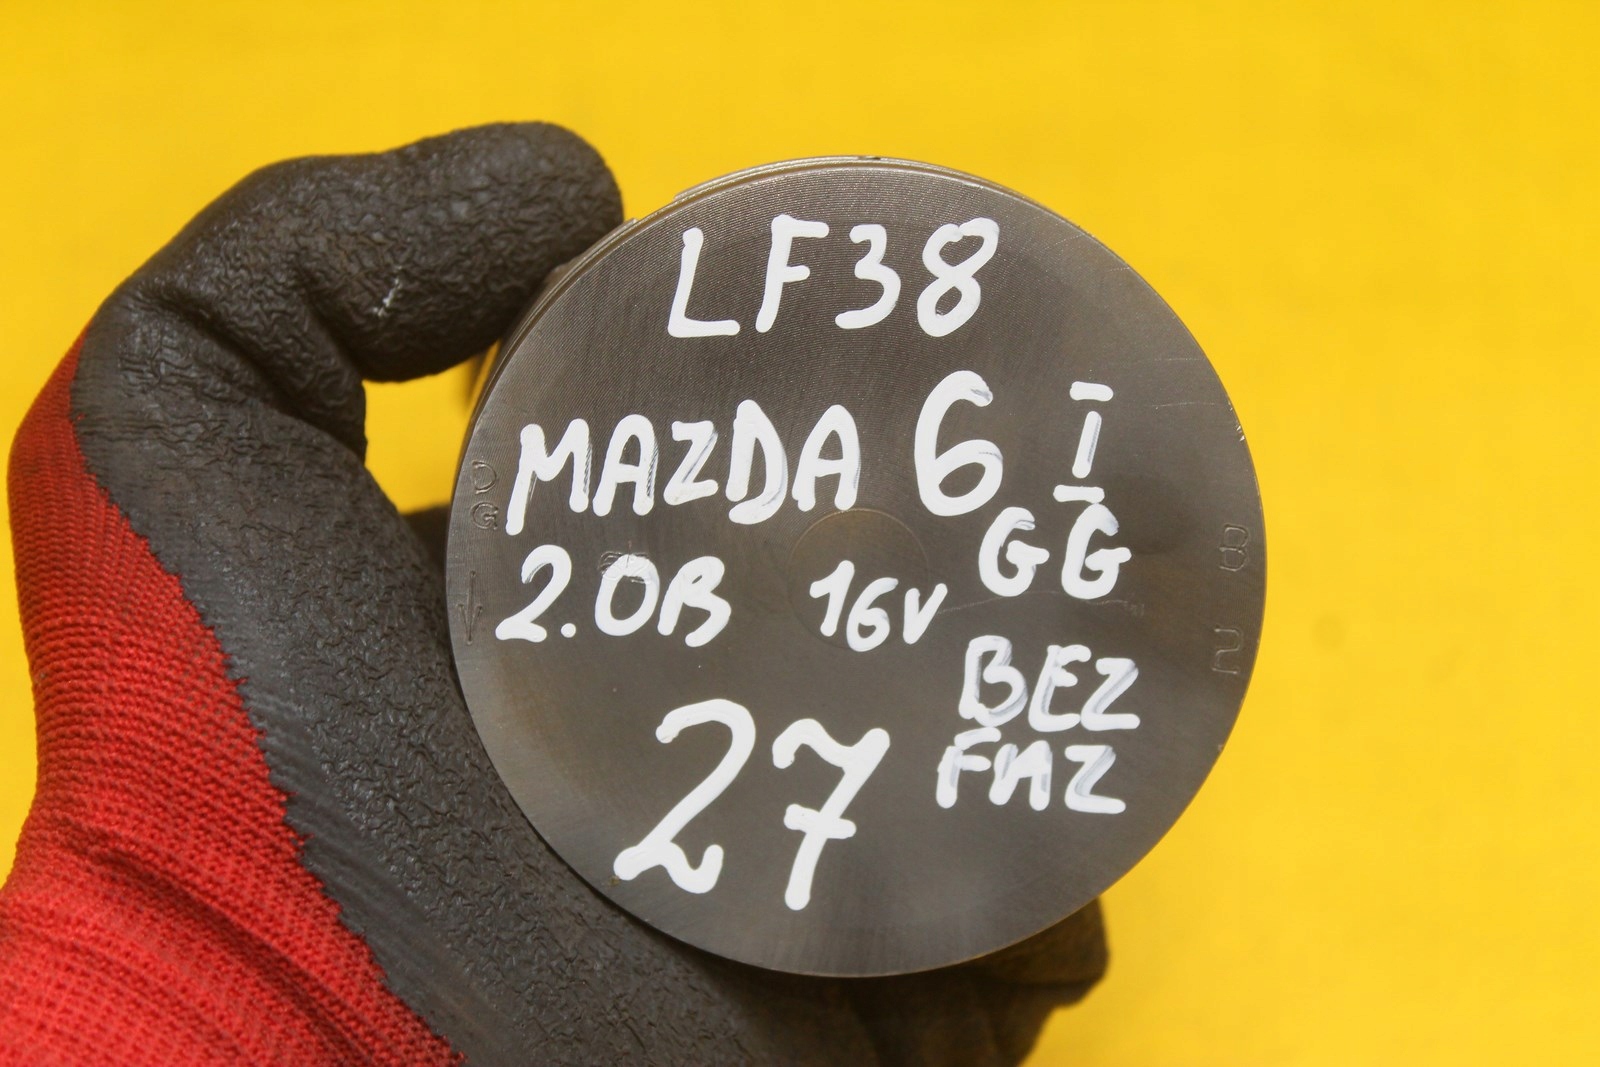 LF38
MAZDA 6 I
GG
2.0B 16V
BEZ
FAZ
27